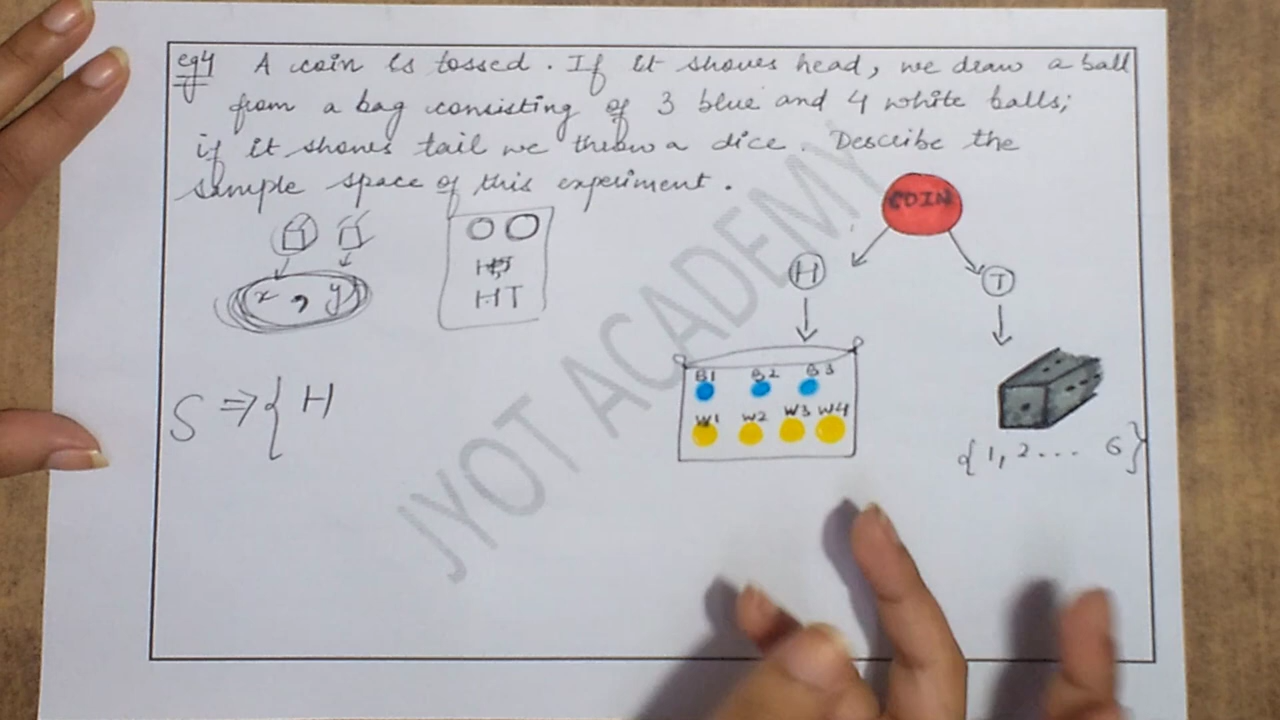 eg4 A coin is tossed. If it shows head, we draw a ball
from a bag consisting of 3 blue and 4 white balls;
if it shows tail we throw a dice. Describe the
sample space of this experiment.
COIN
H
T
x, y
HT
S ⇒ { H
B1 B2 B3
W1 W2 W3 W4
{1, 2... 6}
JYOT ACADEMY